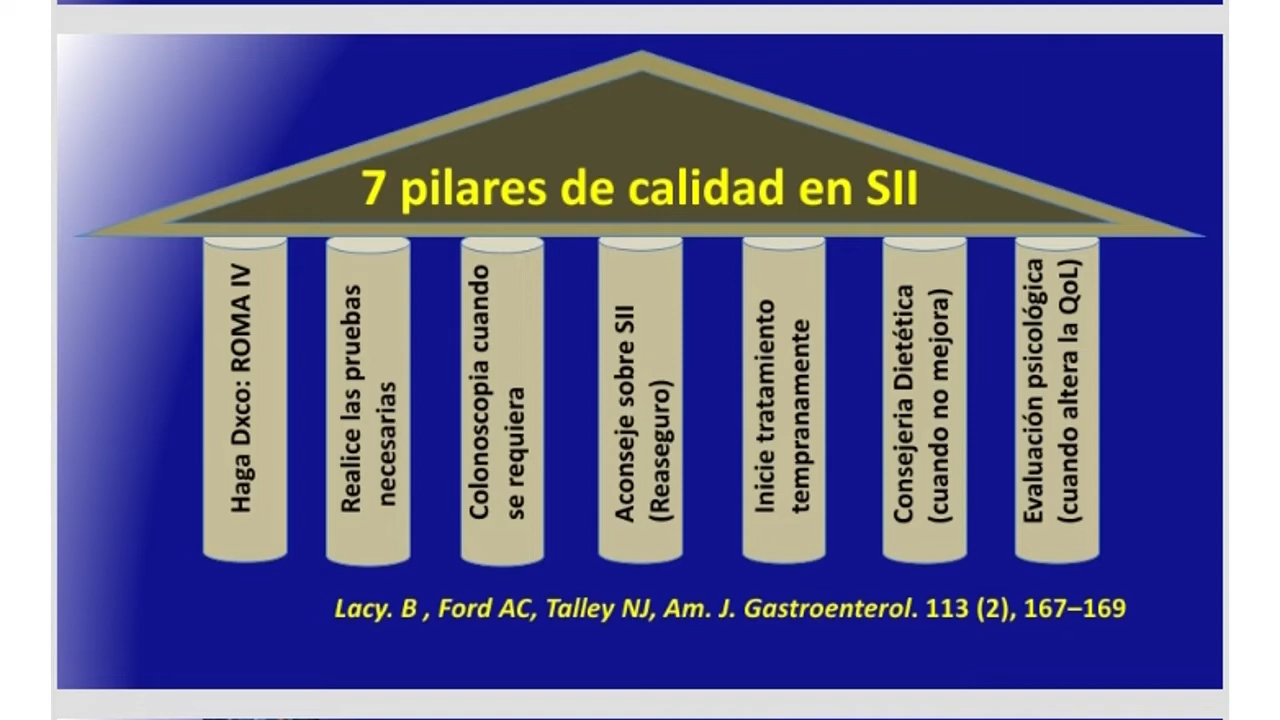 7 pilares de calidad en SII
Haga Dxco: ROMA IV
Realice las pruebas
necesarias
Colonoscopia cuando
se requiera
Aconseje sobre SII
(Reaseguro)
Inicie tratamiento
tempranamente
Consejeria Dietética
(cuando no mejora)
Evaluación psicológica
(cuando altera la QoL)
Lacy. B , Ford AC, Talley NJ, Am. J. Gastroenterol. 113 (2), 167–169